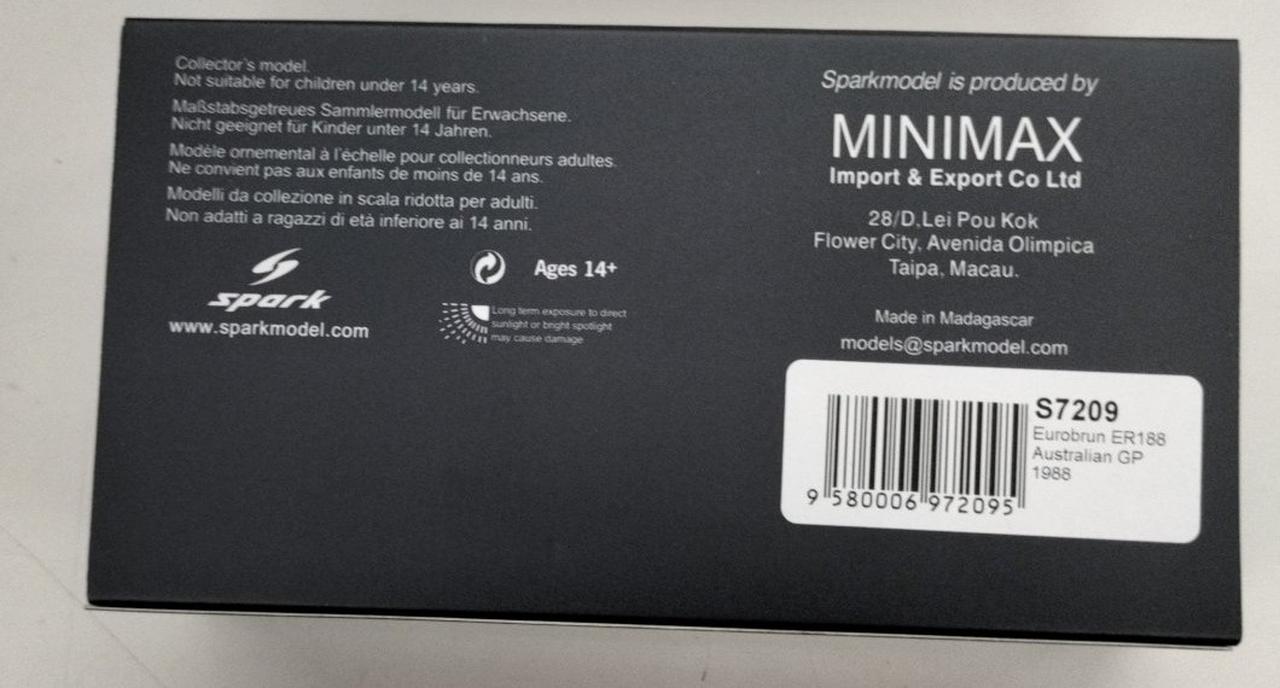 Collector's model.
Not suitable for children under 14 years.
Maßstabsgetreues Sammlermodell für Erwachsene.
Nicht geeignet für Kinder unter 14 Jahren.
Modèle ornemental à l'échelle pour collectionneurs adultes.
Ne convient pas aux enfants de moins de 14 ans.
Modelli da collezione in scala ridotta per adulti.
Non adatti a ragazzi di età inferiore ai 14 anni.
spark
www.sparkmodel.com
Ages 14+
Long term exposure to direct
sunlight or bright spotlight
may cause damage
Sparkmodel is produced by
MINIMAX
Import & Export Co Ltd
28/D,Lei Pou Kok
Flower City, Avenida Olimpica
Taipa, Macau.
Made in Madagascar
models@sparkmodel.com
S7209
Eurobrun ER188
Australian GP
1988
9 580006 972095